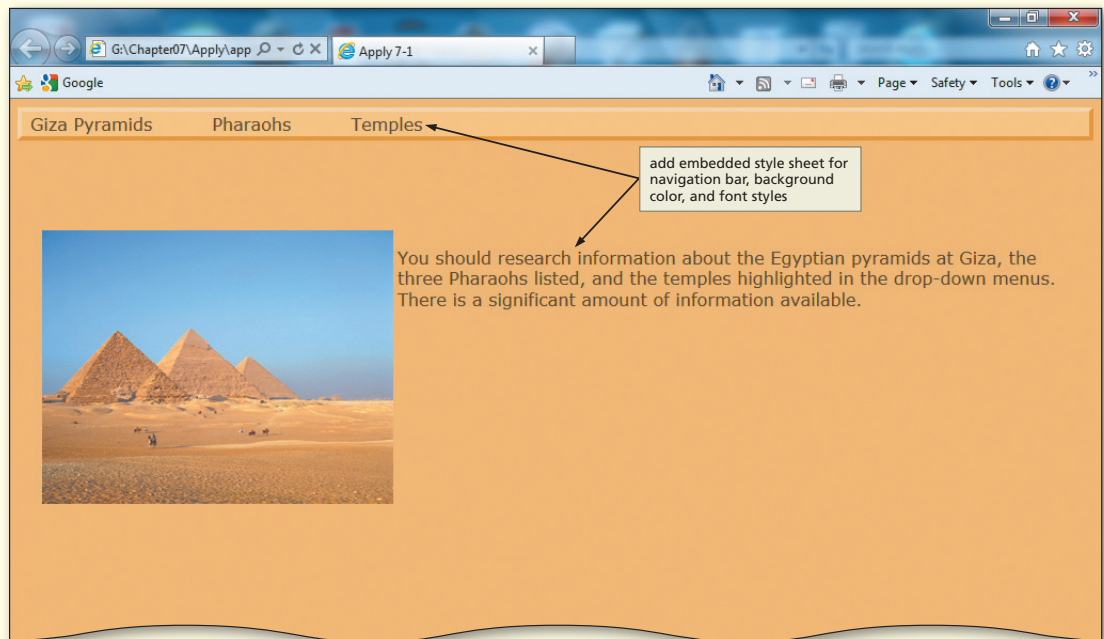 G:\Chapter07\Apply\app
Apply 7-1
Google
Page
Safety
Tools
»
Giza Pyramids Pharaohs Temples
add embedded style sheet for
navigation bar, background
color, and font styles
You should research information about the Egyptian pyramids at Giza, the
three Pharaohs listed, and the temples highlighted in the drop-down menus.
There is a significant amount of information available.